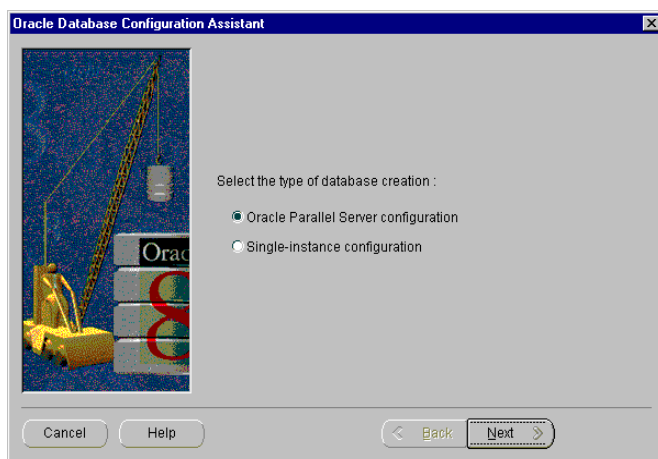 Oracle Database Configuration Assistant
Select the type of database creation :
Oracle Parallel Server configuration
Single-instance configuration
Orac
8
Cancel
Help
Back
Next